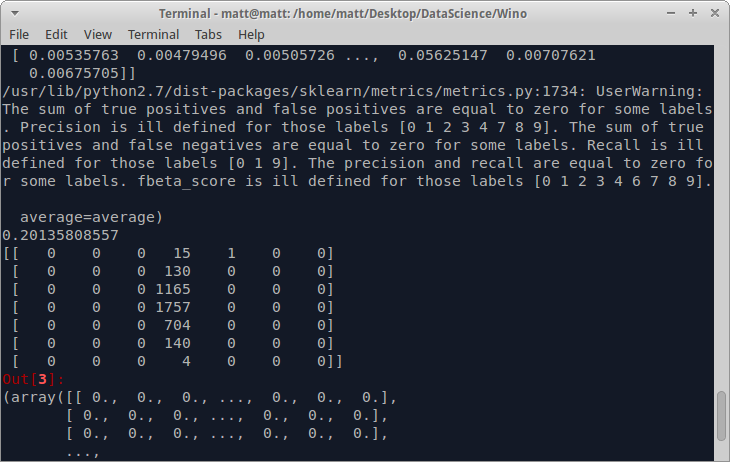 Terminal - matt@matt: /home/matt/Desktop/DataScience/Wino
File Edit View Terminal Tabs Help
[ 0.00535763 0.00479496 0.00505726 ..., 0.05625147 0.00707621
0.00675705]]
/usr/lib/python2.7/dist-packages/sklearn/metrics/metrics.py:1734: UserWarning:
The sum of true positives and false positives are equal to zero for some labels
. Precision is ill defined for those labels [0 1 2 3 4 7 8 9]. The sum of true
positives and false negatives are equal to zero for some labels. Recall is ill
defined for those labels [0 1 9]. The precision and recall are equal to zero fo
r some labels. fbeta_score is ill defined for those labels [0 1 2 3 4 6 7 8 9].
average=average)
0.20135808557
[[ 0 0 0 15 1 0 0]
[ 0 0 0 130 0 0 0]
[ 0 0 0 1165 0 0 0]
[ 0 0 0 1757 0 0 0]
[ 0 0 0 704 0 0 0]
[ 0 0 0 140 0 0 0]
[ 0 0 0 4 0 0 0]]
Out[3]:
(array([[ 0., 0., 0., ..., 0., 0., 0.],
[ 0., 0., 0., ..., 0., 0., 0.],
[ 0., 0., 0., ..., 0., 0., 0.],
...,